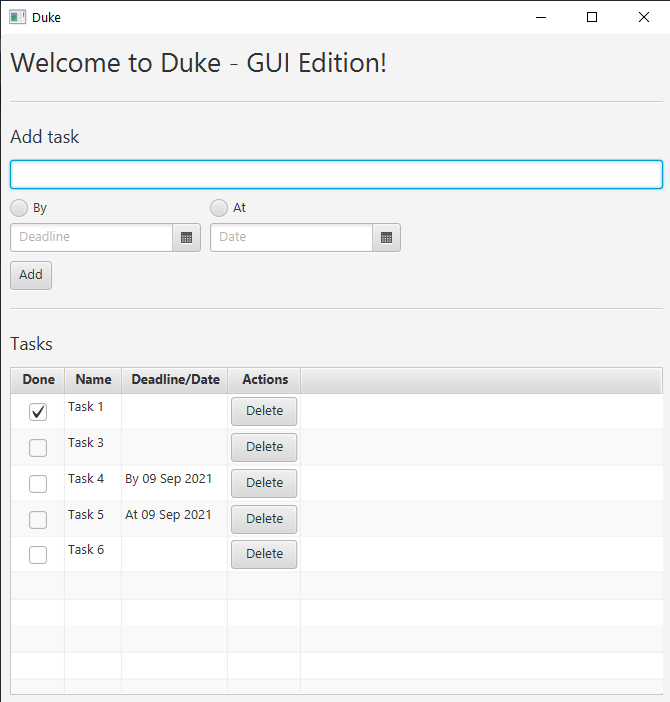 Duke
Welcome to Duke - GUI Edition!
Add task
By At
Deadline Date
Add
Tasks
Done Name Deadline/Date Actions
Task 1 Delete
Task 3 Delete
Task 4 By 09 Sep 2021 Delete
Task 5 At 09 Sep 2021 Delete
Task 6 Delete